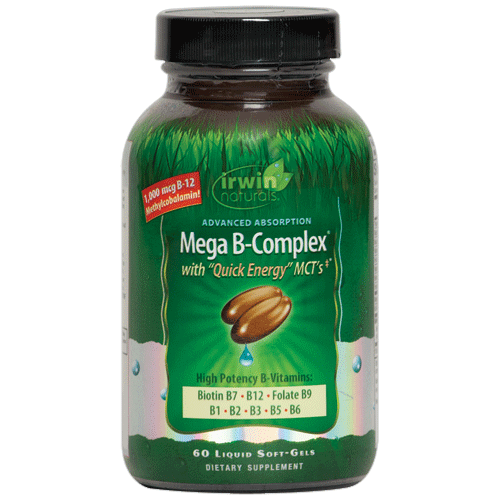 irwin
naturals®
1,000 mcg B-12
Methylcobalamin!
ADVANCED ABSORPTION
Mega B-Complex*
with "Quick Energy" MCT's‡*
High Potency B-Vitamins:
Biotin B7 • B12 • Folate B9
B1 • B2 • B3 • B5 • B6
60 LIQUID SOFT-GELS
DIETARY SUPPLEMENT